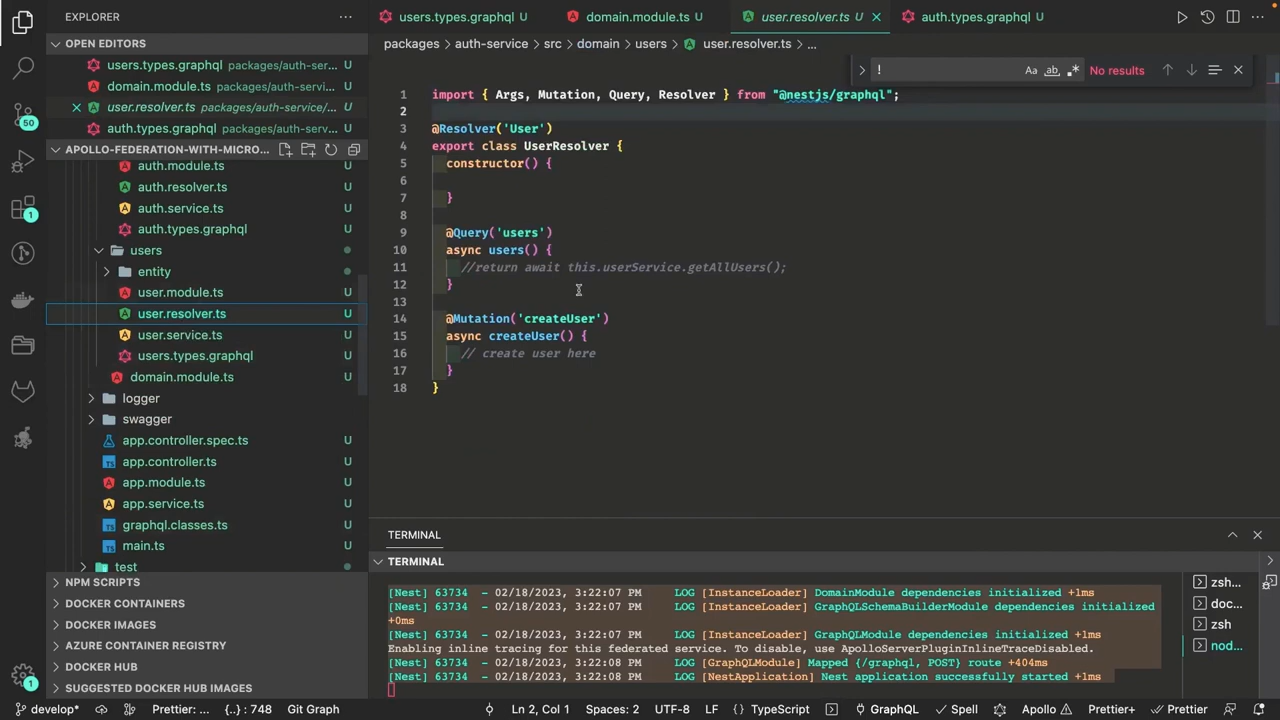 EXPLORER
OPEN EDITORS
users.types.graphql packages/auth-ser...
domain.module.ts packages/auth-servi...
user.resolver.ts packages/auth-service/...
auth.types.graphql packages/auth-serv...
APOLLO-FEDERATION-WITH-MICRO...
auth.module.ts U
auth.resolver.ts U
auth.service.ts U
auth.types.graphql U
users
entity
user.module.ts U
user.resolver.ts U
user.service.ts U
users.types.graphql U
domain.module.ts U
logger
swagger
app.controller.spec.ts U
app.controller.ts U
app.module.ts U
app.service.ts U
graphql.classes.ts U
main.ts U
test
NPM SCRIPTS
DOCKER CONTAINERS
DOCKER IMAGES
AZURE CONTAINER REGISTRY
DOCKER HUB
SUGGESTED DOCKER HUB IMAGES
50
1
1
users.types.graphql U
domain.module.ts U
user.resolver.ts U
auth.types.graphql U
packages > auth-service > src > domain > users > user.resolver.ts > ...
! Aa ab .* No results
1 import { Args, Mutation, Query, Resolver } from "@nestjs/graphql";
2
3 @Resolver('User')
4 export class UserResolver {
5 constructor() {
6
7 }
8
9 @Query('users')
10 async users() {
11 //return await this.userService.getAllUsers();
12 }
13
14 @Mutation('createUser')
15 async createUser() {
16 // create user here
17 }
18 }
TERMINAL
TERMINAL
[Nest] 63734 - 02/18/2023, 3:22:07 PM LOG [InstanceLoader] DomainModule dependencies initialized +1ms
[Nest] 63734 - 02/18/2023, 3:22:07 PM LOG [InstanceLoader] GraphQLSchemaBuilderModule dependencies initialized
+0ms
[Nest] 63734 - 02/18/2023, 3:22:07 PM LOG [InstanceLoader] GraphQLModule dependencies initialized +1ms
Enabling inline tracing for this federated service. To disable, use ApolloServerPluginInlineTraceDisabled.
[Nest] 63734 - 02/18/2023, 3:22:08 PM LOG [GraphQLModule] Mapped {/graphql, POST} route +404ms
[Nest] 63734 - 02/18/2023, 3:22:08 PM LOG [NestApplication] Nest application successfully started +1ms
zsh...
doc...
zsh
nod...
develop* Prettier: ... {..} : 748 Git Graph Ln 2, Col 1 Spaces: 2 UTF-8 LF TypeScript GraphQL Spell Apollo Prettier+ Prettier